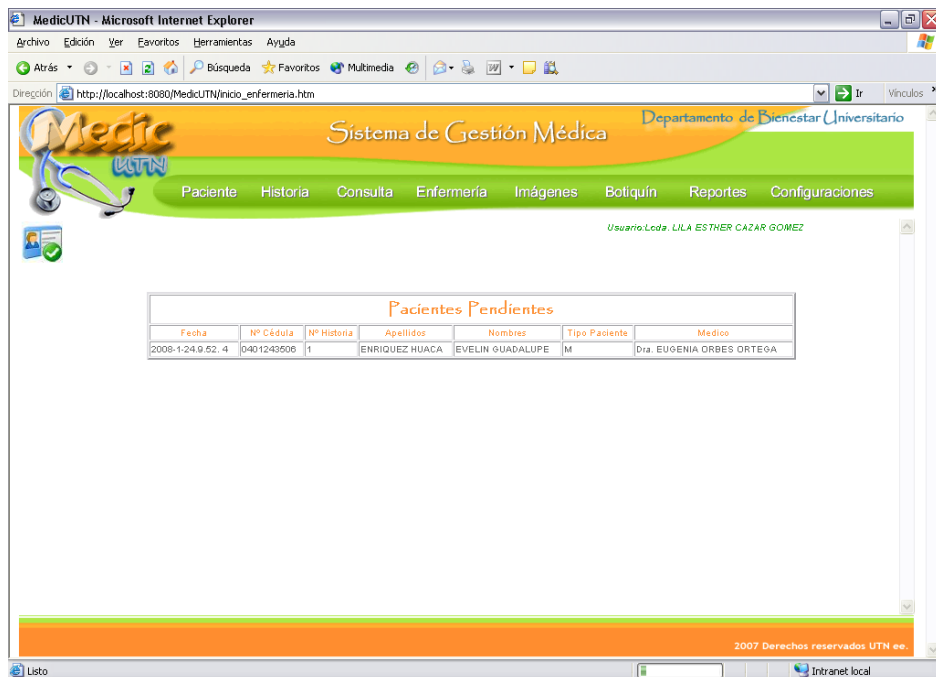 MedicUTN - Microsoft Internet Explorer
Archivo Edición Ver Favoritos Herramientas Ayuda
Atrás Búsqueda Favoritos Multimedia
Dirección http://localhost:8080/MedicUTN/inicio_enfermeria.htm Ir Vínculos
Departamento de Bienestar Universitario
Medic
UTN
Sistema de Gestión Médica
Paciente Historia Consulta Enfermería Imágenes Botiquín Reportes Configuraciones
Usuario:Lcda. LILA ESTHER CAZAR GOMEZ
Pacientes Pendientes
Fecha Nº Cédula Nº Historia Apellidos Nombres Tipo Paciente Medico
2008-1-24.9.52. 4 0401243506 1 ENRIQUEZ HUACA EVELIN GUADALUPE M Dra. EUGENIA ORBES ORTEGA
2007 Derechos reservados UTN ee.
Listo Intranet local